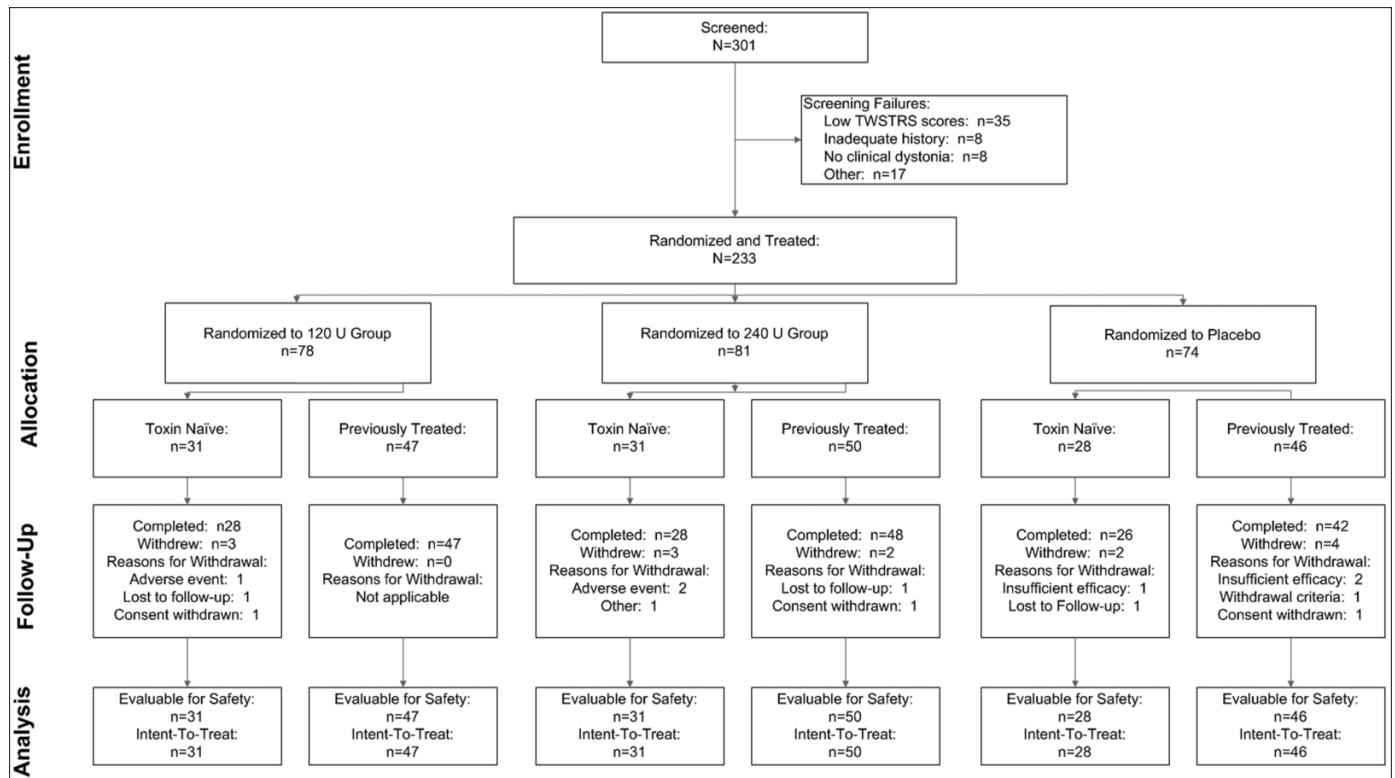 Enrollment
Screened:
N=301
Screening Failures:
Low TWSTRS scores: n=35
Inadequate history: n=8
No clinical dystonia: n=8
Other: n=17
Randomized and Treated:
N=233
Allocation
Randomized to 120 U Group
n=78
Randomized to 240 U Group
n=81
Randomized to Placebo
n=74
Toxin Naïve:
n=31
Previously Treated:
n=47
Toxin Naïve:
n=31
Previously Treated:
n=50
Toxin Naïve:
n=28
Previously Treated:
n=46
Follow-Up
Completed: n28
Withdrew: n=3
Reasons for Withdrawal:
Adverse event: 1
Lost to follow-up: 1
Consent withdrawn: 1
Completed: n=47
Withdrew: n=0
Reasons for Withdrawal:
Not applicable
Completed: n=28
Withdrew: n=3
Reasons for Withdrawal:
Adverse event: 2
Other: 1
Completed: n=48
Withdrew: n=2
Reasons for Withdrawal:
Lost to follow-up: 1
Consent withdrawn: 1
Completed: n=26
Withdrew: n=2
Reasons for Withdrawal:
Insufficient efficacy: 1
Lost to Follow-up: 1
Completed: n=42
Withdrew: n=4
Reasons for Withdrawal:
Insufficient efficacy: 2
Withdrawal criteria: 1
Consent withdrawn: 1
Analysis
Evaluable for Safety:
n=31
Intent-To-Treat:
n=31
Evaluable for Safety:
n=47
Intent-To-Treat:
n=47
Evaluable for Safety:
n=31
Intent-To-Treat:
n=31
Evaluable for Safety:
n=50
Intent-To-Treat:
n=50
Evaluable for Safety:
n=28
Intent-To-Treat:
n=28
Evaluable for Safety:
n=46
Intent-To-Treat:
n=46